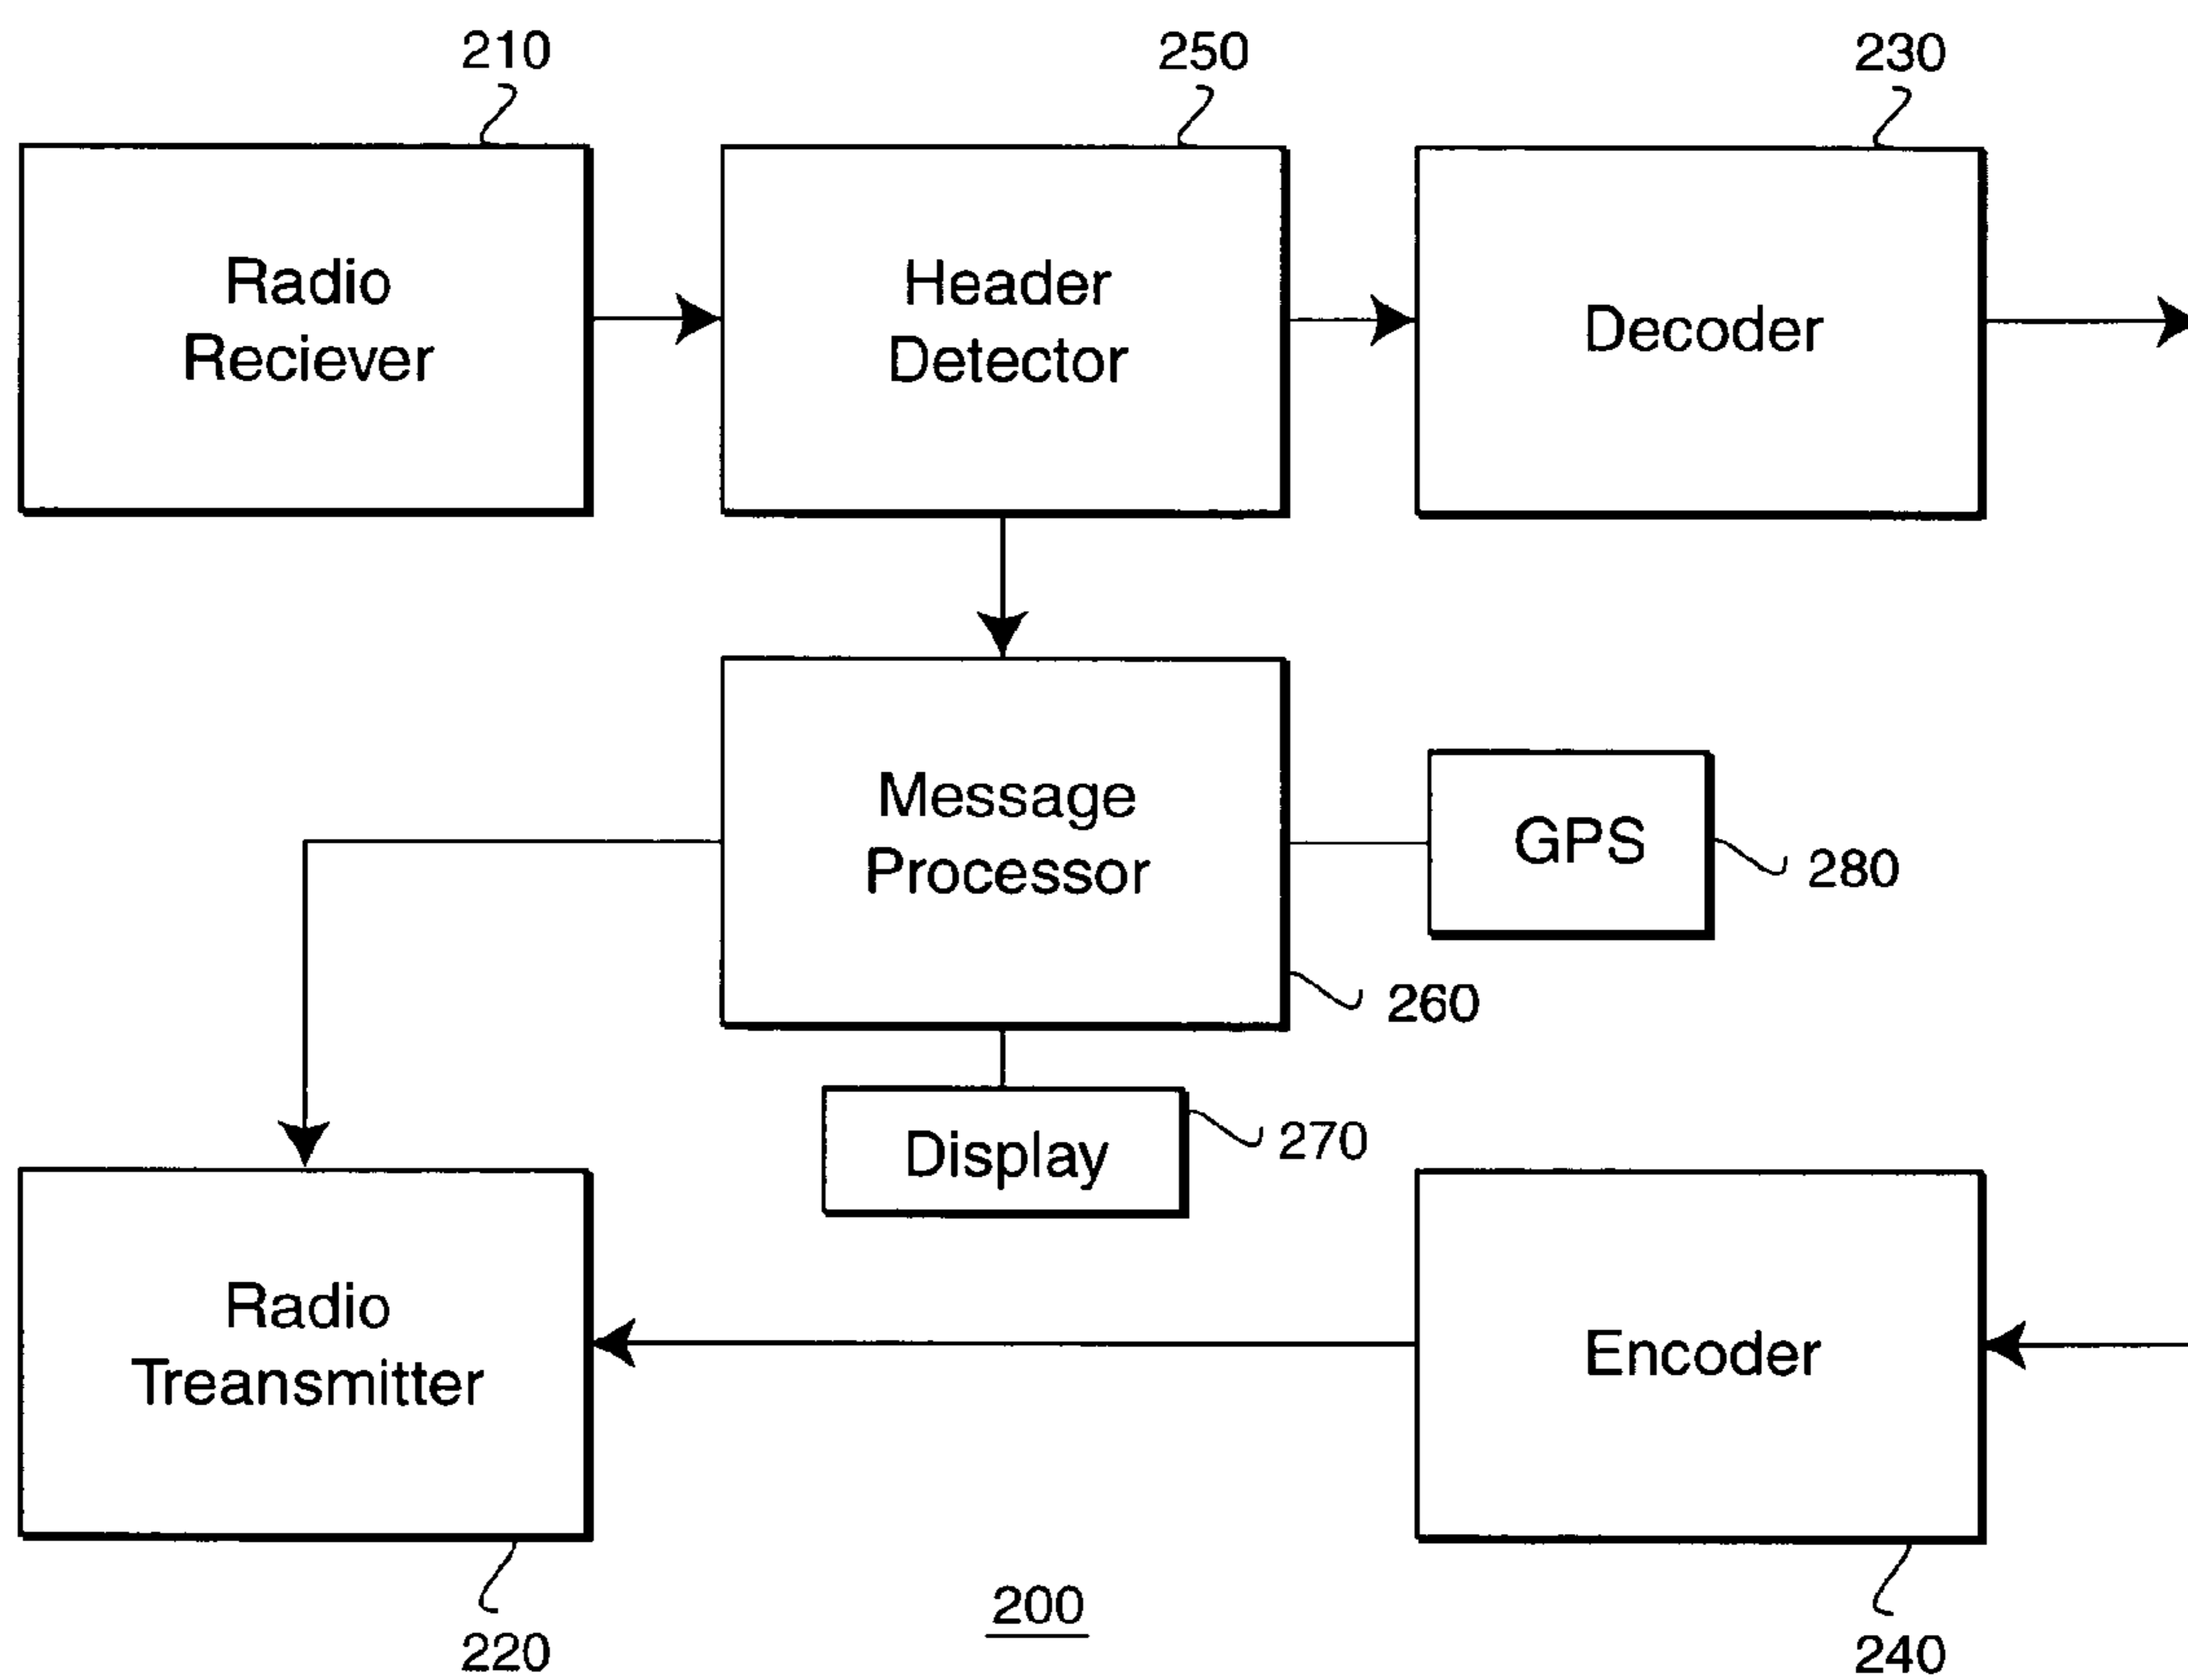 210
250
230
Radio
Reciever
Header
Detector
Decoder
Message
Processor
GPS
280
260
Display
270
Radio
Treansmitter
Encoder
200
220
240